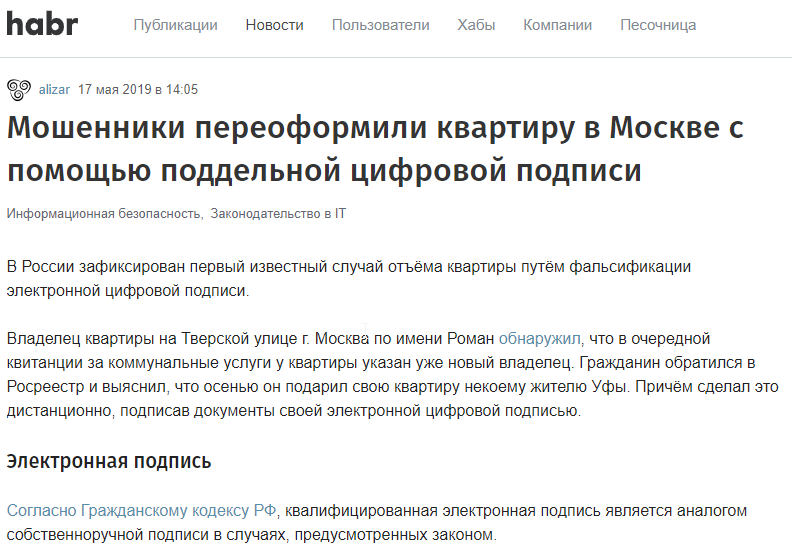 habr Публикации Новости Пользователи Хабы Компании Песочница
alizar 17 мая 2019 в 14:05
Мошенники переоформили квартиру в Москве с
помощью поддельной цифровой подписи
Информационная безопасность, Законодательство в IT
В России зафиксирован первый известный случай отъёма квартиры путём фальсификации
электронной цифровой подписи.
Владелец квартиры на Тверской улице г. Москва по имени Роман обнаружил, что в очередной
квитанции за коммунальные услуги у квартиры указан уже новый владелец. Гражданин обратился в
Росреестр и выяснил, что осенью он подарил свою квартиру некоему жителю Уфы. Причём сделал это
дистанционно, подписав документы своей электронной цифровой подписью.
Электронная подпись
Согласно Гражданскому кодексу РФ, квалифицированная электронная подпись является аналогом
собственноручной подписи в случаях, предусмотренных законом.